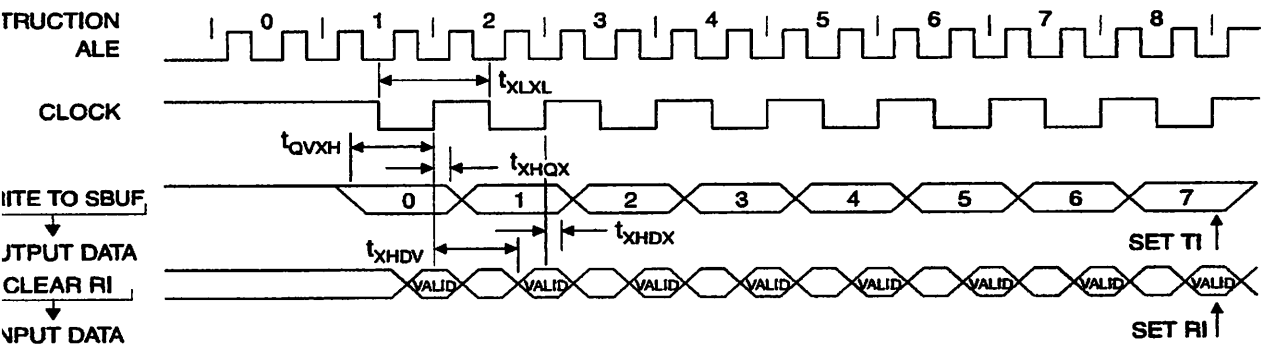 TRUCTION 0 1 2 3 4 5 6 7 8
ALE
tXLXL
CLOCK
tQVXH
tXHQX
ITE TO SBUF 0 1 2 3 4 5 6 7
tXHDX
SET TI
UTPUT DATA
tXHDV
CLEAR RI VALID VALID VALID VALID VALID VALID VALID VALID
SET RI
NPUT DATA